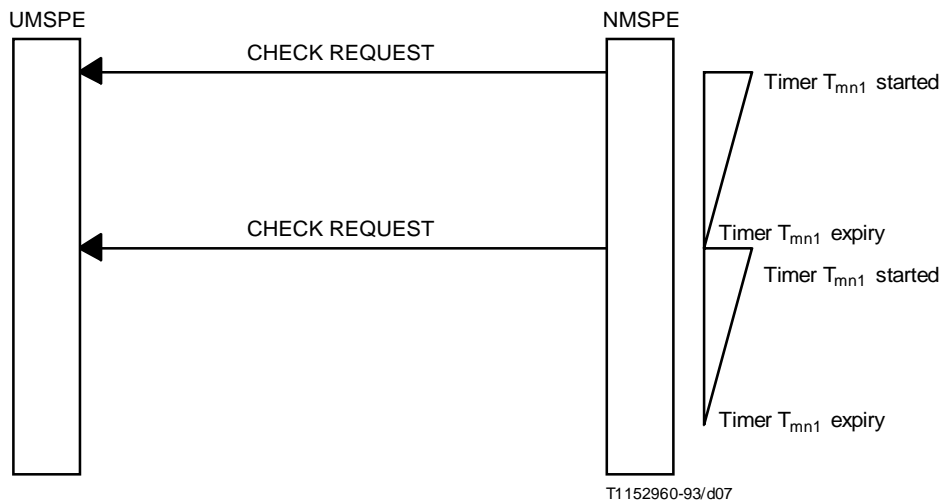 UMSPE
NMSPE
CHECK REQUEST
Timer Tmn1 started
CHECK REQUEST
Timer Tmn1 expiry
Timer Tmn1 started
Timer Tmn1 expiry
T1152960-93/d07